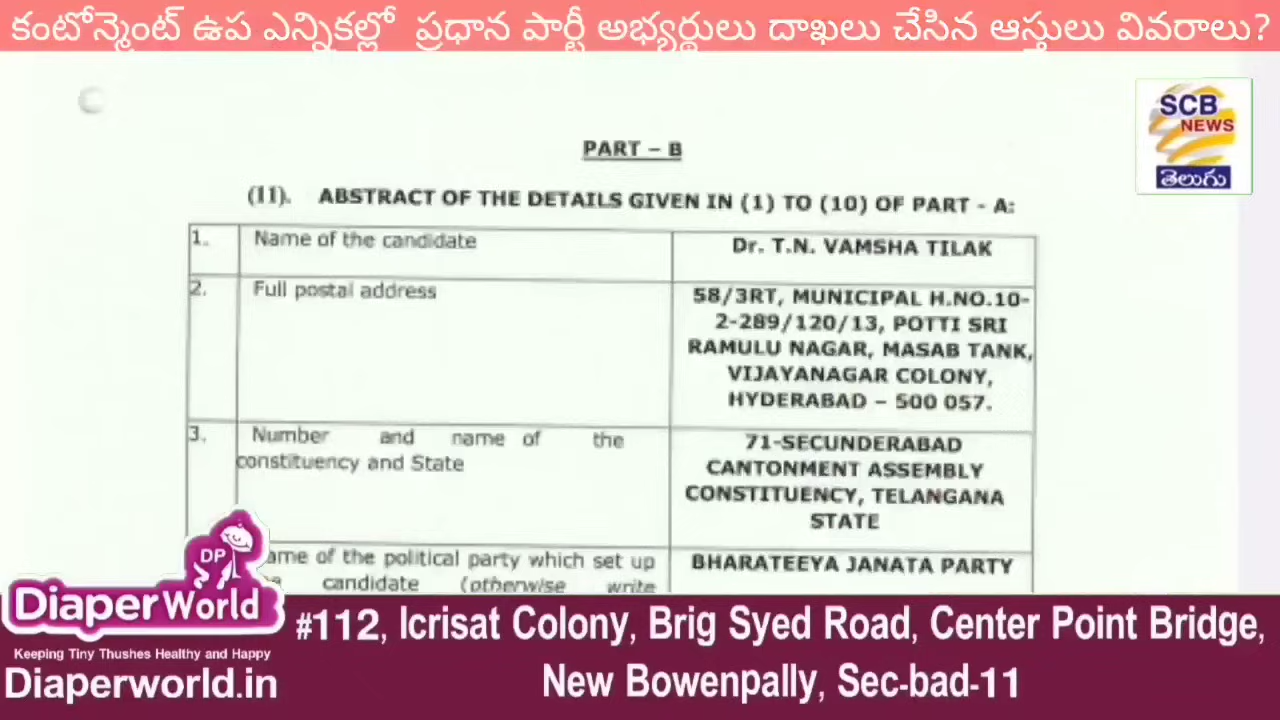 కంటోన్మెంట్ ఉప ఎన్నికల్లో ప్రధాన పార్టీ అభ్యర్థులు దాఖలు చేసిన ఆస్తులు వివరాలు?
SCB
NEWS
తెలుగు
PART – B
(11). ABSTRACT OF THE DETAILS GIVEN IN (1) TO (10) OF PART - A:
1. Name of the candidate
Dr. T.N. VAMSHA TILAK
2. Full postal address
58/3RT, MUNICIPAL H.NO.10-
2-289/120/13, POTTI SRI
RAMULU NAGAR, MASAB TANK,
VIJAYANAGAR COLONY,
HYDERABAD – 500 057.
3. Number and name of the
constituency and State
71-SECUNDERABAD
CANTONMENT ASSEMBLY
CONSTITUENCY, TELANGANA
STATE
ame of the political party which set up
candidate (otherwise write
BHARATEEYA JANATA PARTY
DP
DiaperWorld
Keeping Tiny Thushes Healthy and Happy
Diaperworld.in
#112, Icrisat Colony, Brig Syed Road, Center Point Bridge,
New Bowenpally, Sec-bad-11